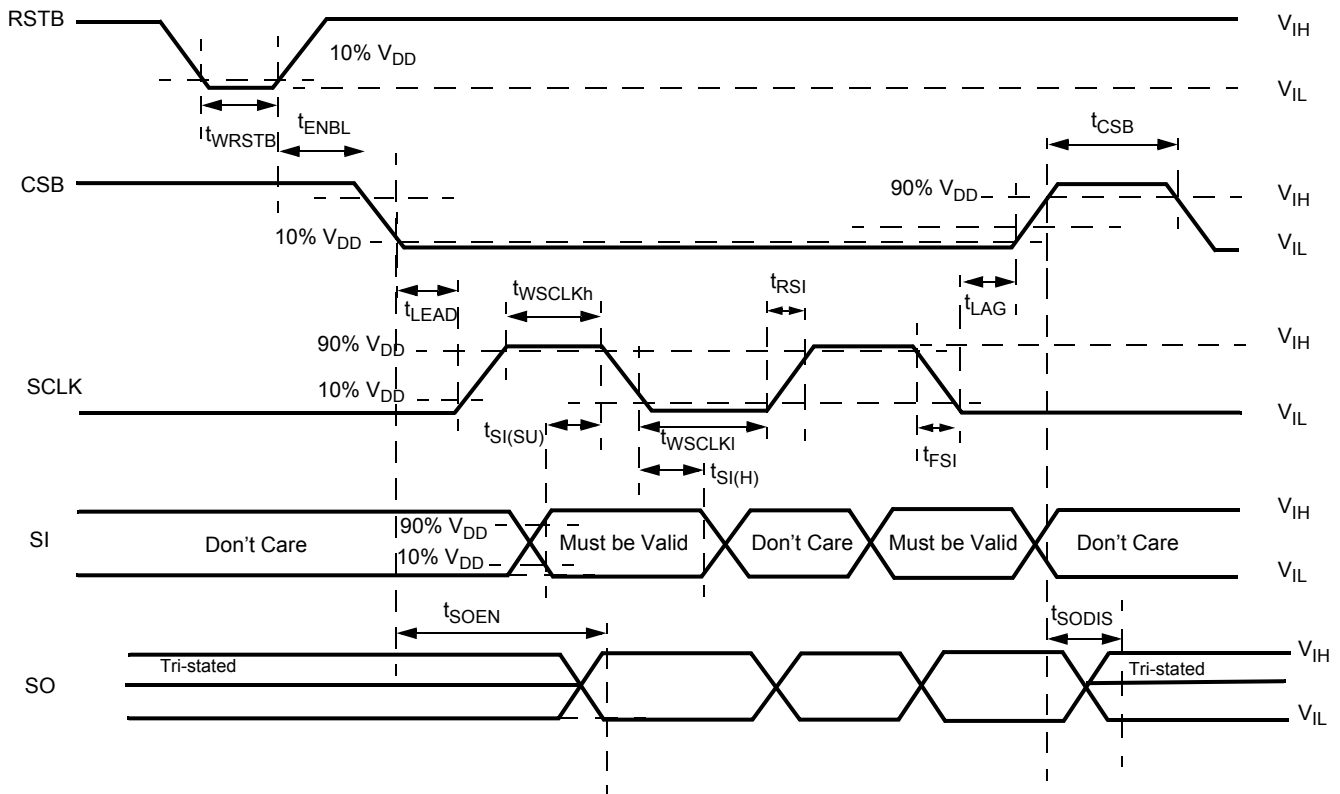 RSTB
V_IH
10% V_DD
V_IL
t_WRSTB
t_ENBL
t_CSB
CSB
90% V_DD
V_IH
10% V_DD
V_IL
t_LEAD
t_WSCLKh
t_RSI
t_LAG
90% V_DD
V_IH
SCLK
10% V_DD
V_IL
t_SI(SU)
t_WSCLKl
t_FSI
t_SI(H)
SI
V_IH
90% V_DD
Don't Care
Must be Valid
Don't Care
Must be Valid
Don't Care
10% V_DD
V_IL
t_SOEN
t_SODIS
SO
Tri-stated
Tri-stated
V_IH
V_IL